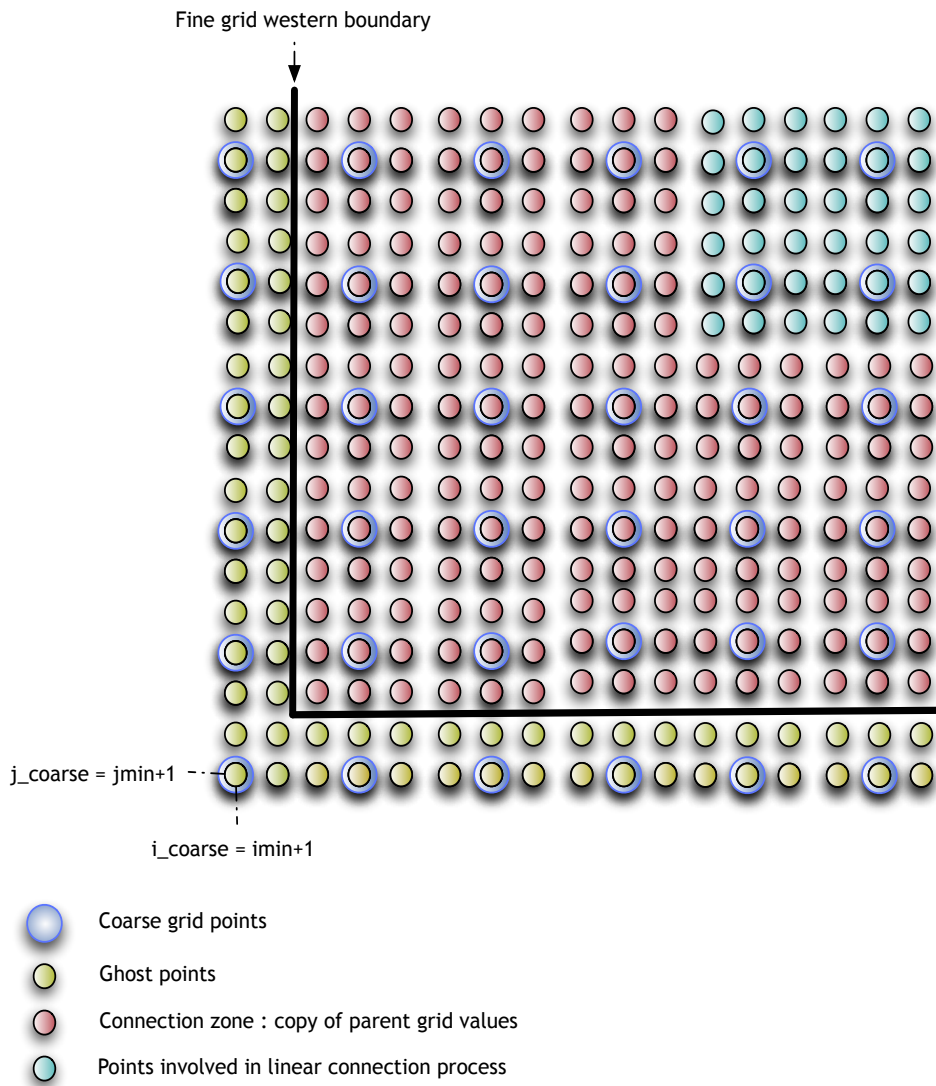 Fine grid western boundary
j_coarse = jmin+1
i_coarse = imin+1
Coarse grid points
Ghost points
Connection zone : copy of parent grid values
Points involved in linear connection process